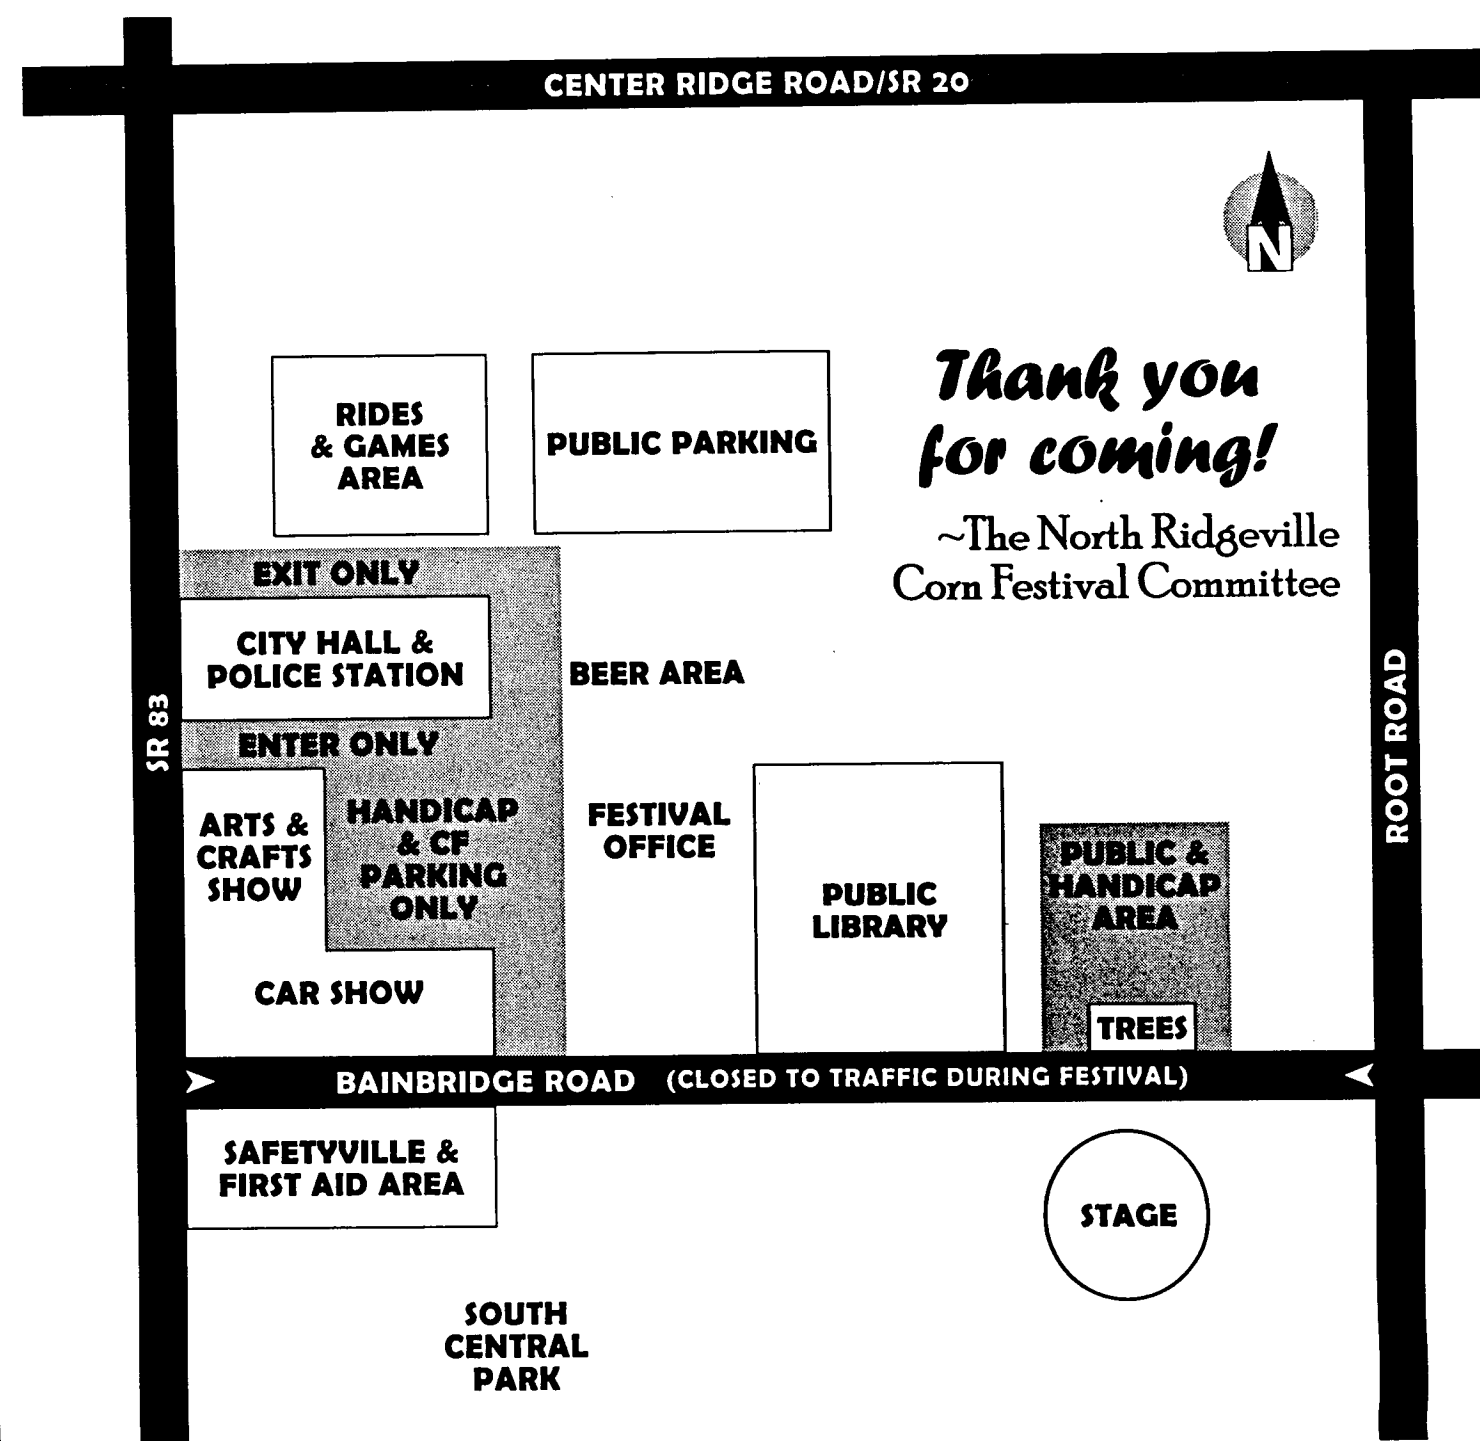 CENTER RIDGE ROAD/SR 20
N
Thank you
for coming!
~The North Ridgeville
Corn Festival Committee
RIDES
& GAMES
AREA
PUBLIC PARKING
EXIT ONLY
CITY HALL &
POLICE STATION
BEER AREA
SR 83
ROOT ROAD
ENTER ONLY
ARTS &
CRAFTS
SHOW
HANDICAP
& CF
PARKING
ONLY
FESTIVAL
OFFICE
PUBLIC
LIBRARY
PUBLIC &
HANDICAP
AREA
CAR SHOW
TREES
BAINBRIDGE ROAD (CLOSED TO TRAFFIC DURING FESTIVAL)
SAFETYVILLE &
FIRST AID AREA
STAGE
SOUTH
CENTRAL
PARK